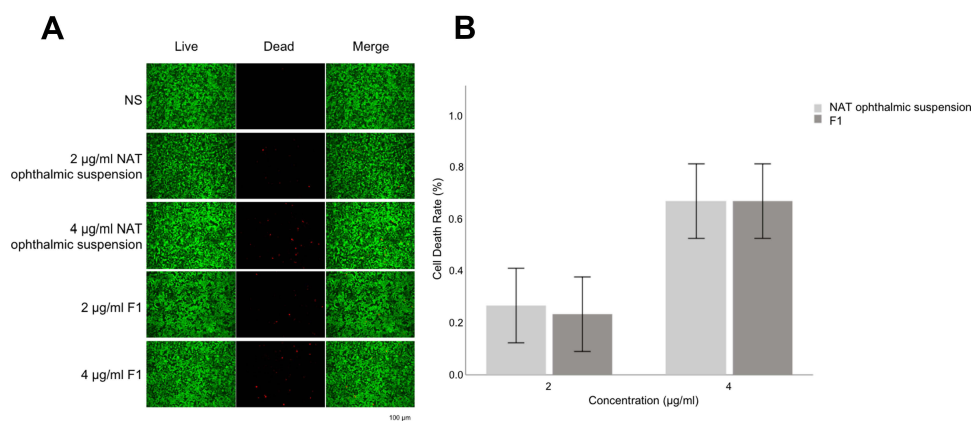 A
Live Dead Merge
NS
2 µg/ml NAT
ophthalmic suspension
4 µg/ml NAT
ophthalmic suspension
2 µg/ml F1
4 µg/ml F1
100 µm
B
Cell Death Rate (%)
1.0
0.8
0.6
0.4
0.2
0.0
2 4
Concentration (µg/ml)
NAT ophthalmic suspension
F1